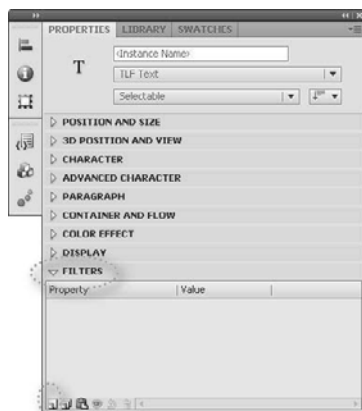 PROPERTIES LIBRARY SWATCHES
T
<Instance Name>
TLF Text
Selectable
POSITION AND SIZE
3D POSITION AND VIEW
CHARACTER
ADVANCED CHARACTER
PARAGRAPH
CONTAINER AND FLOW
COLOR EFFECT
DISPLAY
FILTERS
Property Value